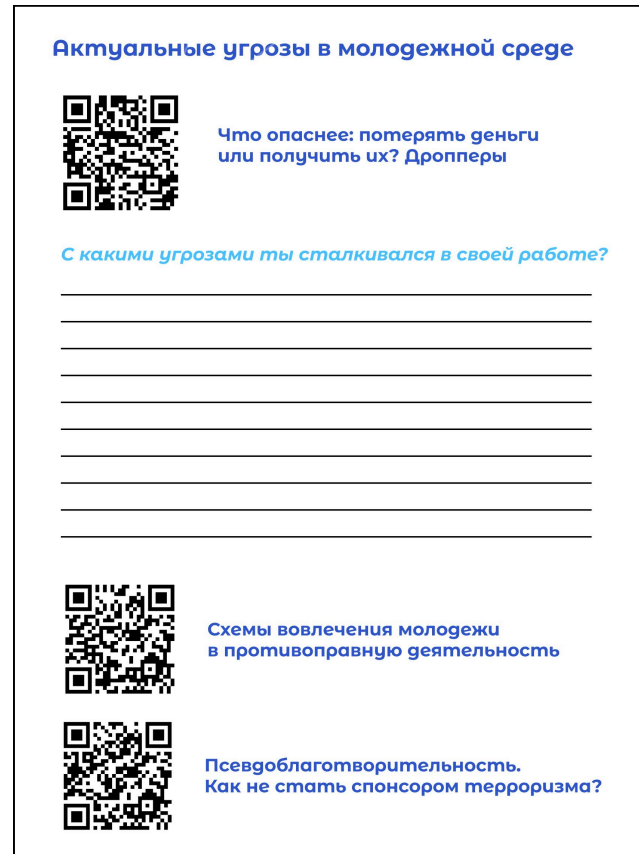 Актуальные угрозы в молодежной среде
Что опаснее: потерять деньги
или получить их? Дропперы
С какими угрозами ты сталкивался в своей работе?
Схемы вовлечения молодежи
в противоправную деятельность
Псевдоблаготворительность.
Как не стать спонсором терроризма?